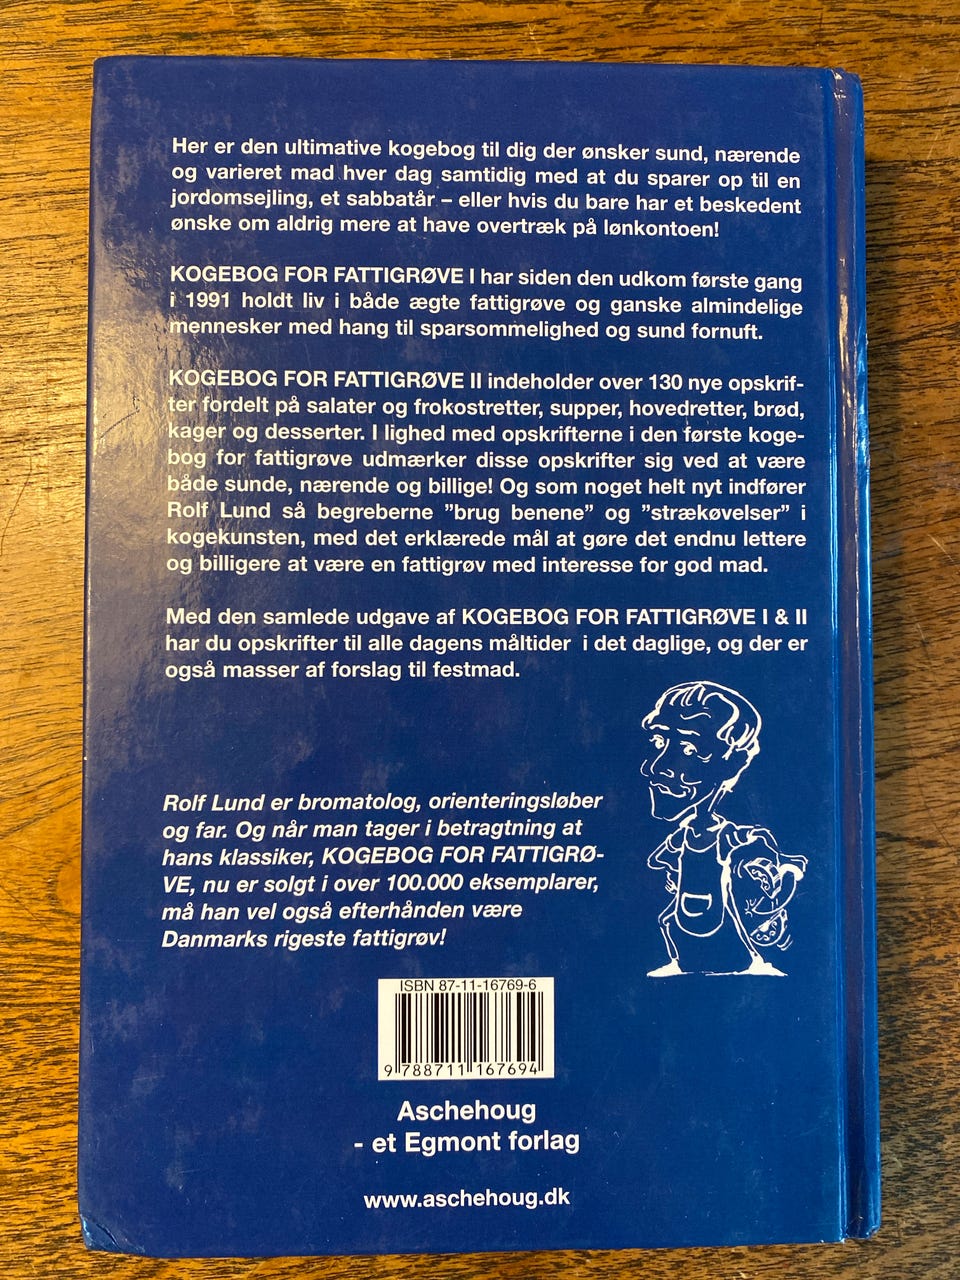 Her er den ultimative kogebog til dig der ønsker sund, nærende
og varieret mad hver dag samtidig med at du sparer op til en
jordomsejling, et sabbatår – eller hvis du bare har et beskedent
ønske om aldrig mere at have overtræk på lønkontoen!
KOGEBOG FOR FATTIGRØVE I har siden den udkom første gang
i 1991 holdt liv i både ægte fattigrøve og ganske almindelige
mennesker med hang til sparsommelighed og sund fornuft.
KOGEBOG FOR FATTIGRØVE II indeholder over 130 nye opskrif-
ter fordelt på salater og frokostretter, supper, hovedretter, brød,
kager og desserter. I lighed med opskrifterne i den første koge-
bog for fattigrøve udmærker disse opskrifter sig ved at være
både sunde, nærende og billige! Og som noget helt nyt indfører
Rolf Lund så begreberne ”brug benene” og ”strækøvelser” i
kogekunsten, med det erklærede mål at gøre det endnu lettere
og billigere at være en fattigrøv med interesse for god mad.
Med den samlede udgave af KOGEBOG FOR FATTIGRØVE I & II
har du opskrifter til alle dagens måltider i det daglige, og der er
også masser af forslag til festmad.
Rolf Lund er bromatolog, orienteringsløber
og far. Og når man tager i betragtning at
hans klassiker, KOGEBOG FOR FATTIGRØ-
VE, nu er solgt i over 100.000 eksemplarer,
må han vel også efterhånden være
Danmarks rigeste fattigrøv!
ISBN 87-11-16769-6
9 788711 167694
Aschehoug
- et Egmont forlag
www.aschehoug.dk